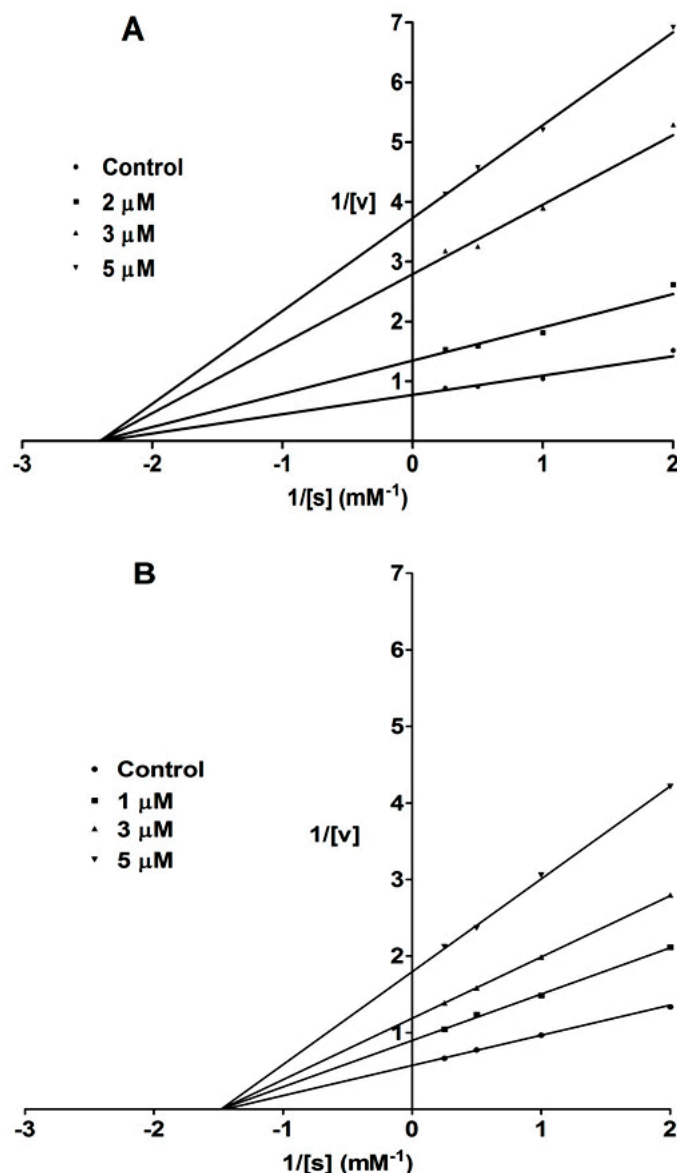 A
Control
2 μM
3 μM
5 μM
1/[v]
7
6
5
4
3
2
1
-3 -2 -1 0 1 2
1/[s] (mM-1)
B
Control
1 μM
3 μM
5 μM
1/[v]
7
6
5
4
3
2
1
-3 -2 -1 0 1 2
1/[s] (mM-1)